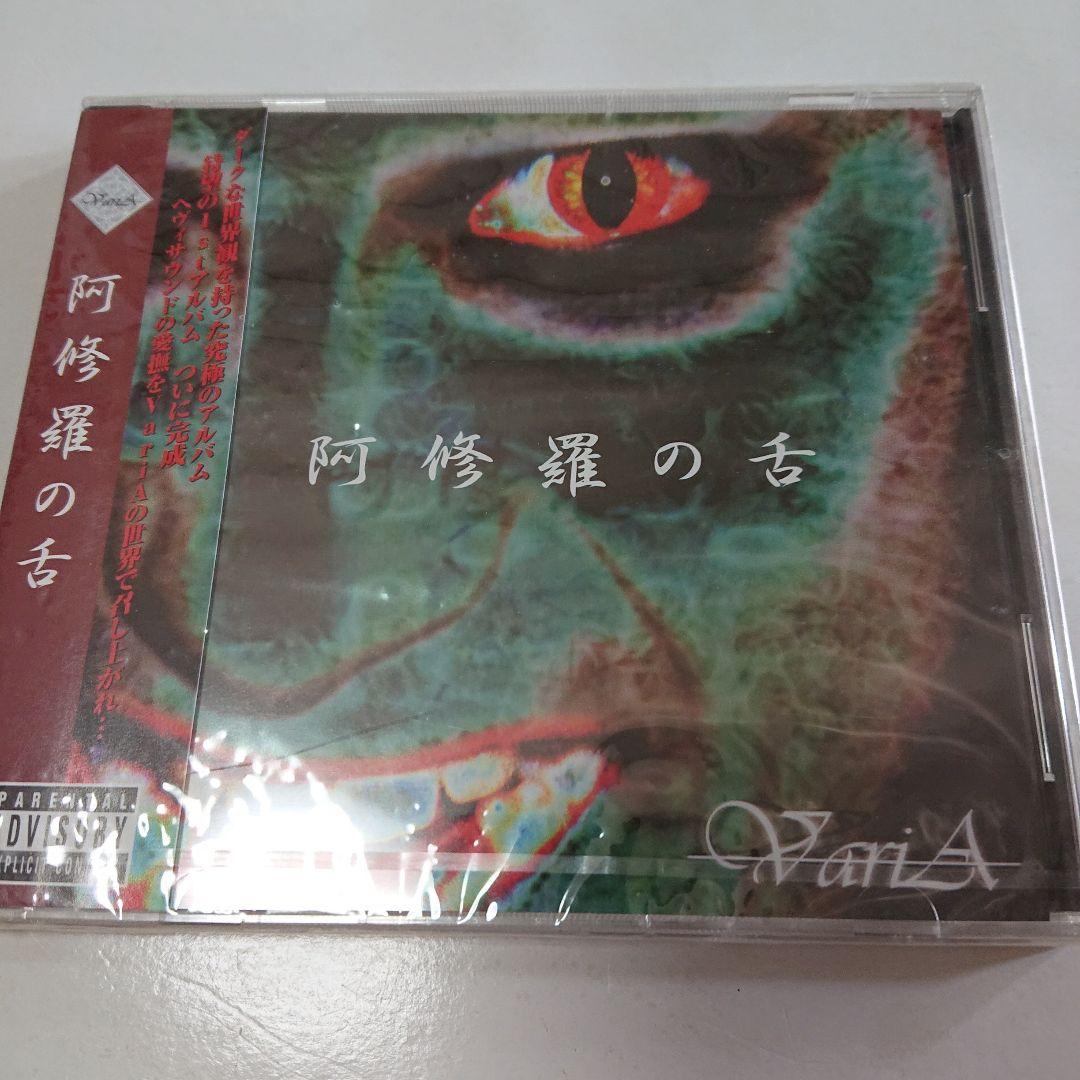 VariA
阿修羅の舌
ダークな世界観を持った究極のアルバム
待望の1stアルバム ついに完成
ヘヴィサウンドの愛撫をVariAの世界で召し上がれ…
阿修羅の舌
VariA
PARENTAL
ADVISORY
EXPLICIT CONTENT